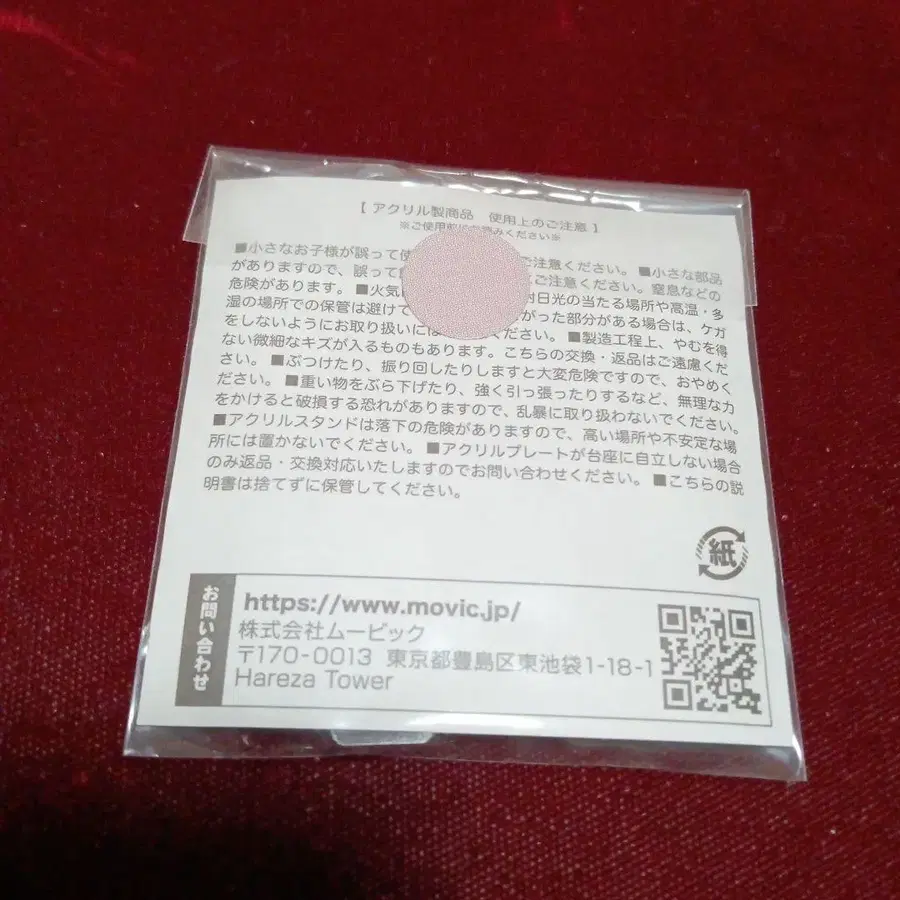 【 アクリル製商品　使用上のご注意 】
※ご使用前にお読みください※
■小さなお子様が誤って使 ご注意ください。 ■小さな部品
がありますので、誤って ご注意ください。窒息などの
危険があります。 ■火気 射日光の当たる場所や高温・多
湿の場所での保管は避けて がった部分がある場合は、ケガ
をしないようにお取り扱いには ください。 ■製造工程上、やむを得
ない微細なキズが入るものもあります。こちらの交換・返品はご遠慮くだ
さい。 ■ぶつけたり、振り回したりしますと大変危険ですので、おやめく
ださい。 ■重い物をぶら下げたり、強く引っ張ったりするなど、無理な力
をかけると破損する恐れがありますので、乱暴に取り扱わないでください。
■アクリルスタンドは落下の危険がありますので、高い場所や不安定な場
所には置かないでください。 ■アクリルプレートが台座に自立しない場合
のみ返品・交換対応いたしますのでお問い合わせください。 ■こちらの説
明書は捨てずに保管してください。
紙
お問い合わせ
https://www.movic.jp/
株式会社ムービック
〒170-0013 東京都豊島区東池袋1-18-1
Hareza Tower